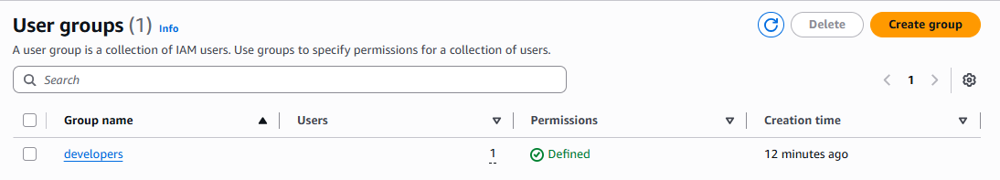 User groups (1) Info
Delete
Create group
A user group is a collection of IAM users. Use groups to specify permissions for a collection of users.
Search
1
Group name Users Permissions Creation time
developers 1 Defined 12 minutes ago